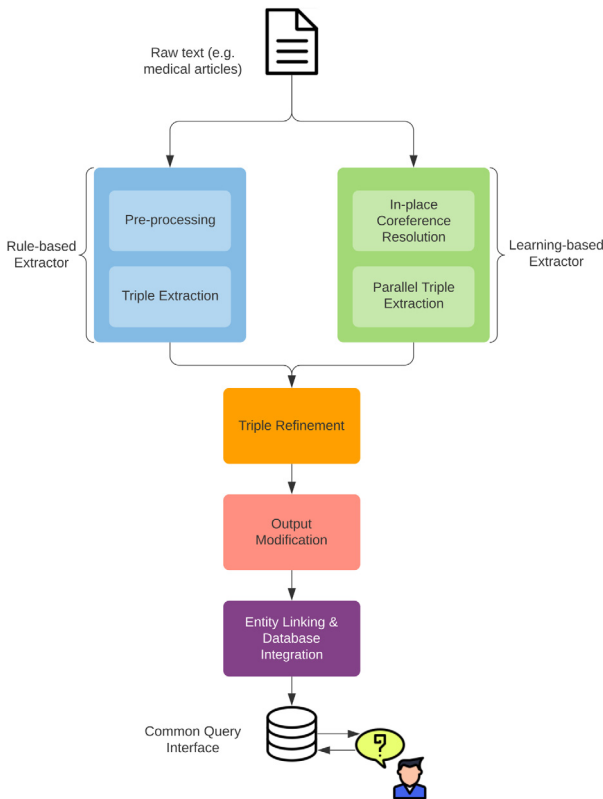 Raw text (e.g.
medical articles)
Rule-based
Extractor
Pre-processing
Triple Extraction
In-place
Coreference
Resolution
Parallel Triple
Extraction
Learning-based
Extractor
Triple Refinement
Output
Modification
Entity Linking &
Database
Integration
Common Query
Interface
?